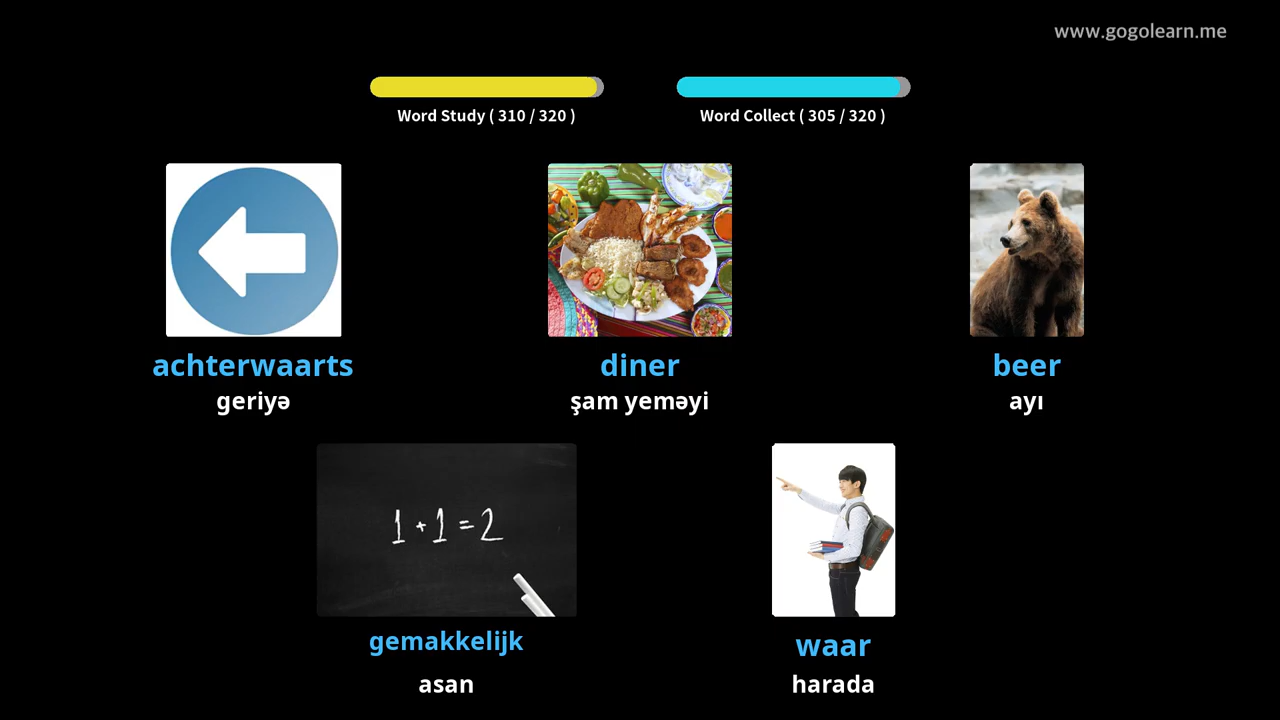 www.gogolearn.me
Word Study ( 310 / 320 )
Word Collect ( 305 / 320 )
achterwaarts
geriyə
diner
şam yeməyi
beer
ayı
1 + 1 = 2
gemakkelijk
asan
waar
harada